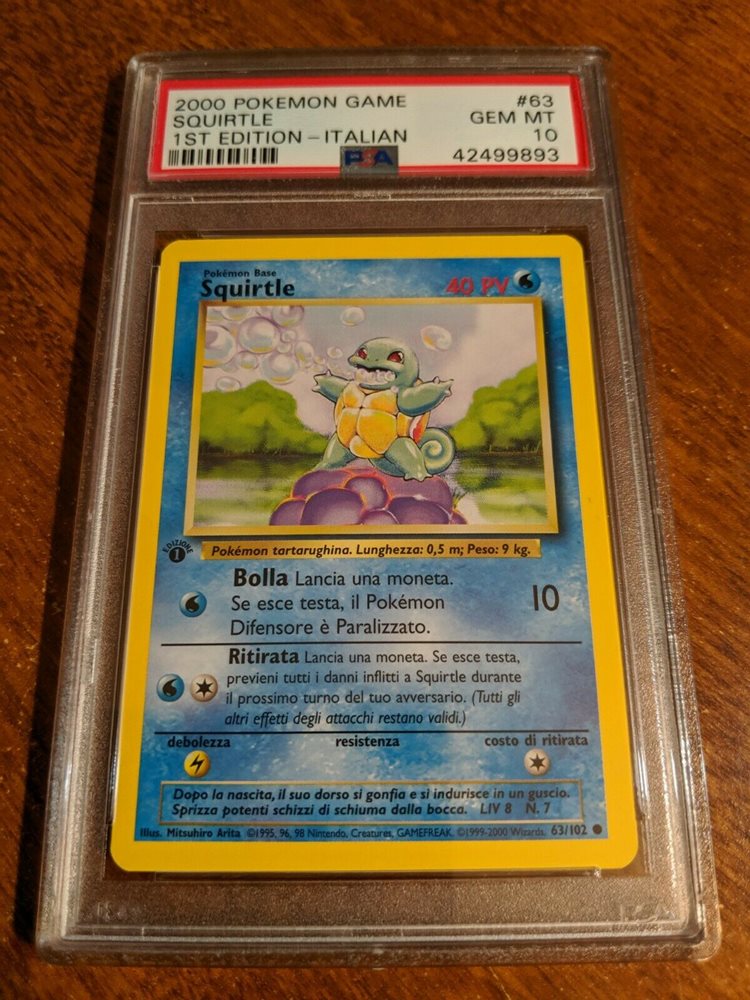 2000 POKEMON GAME #63
SQUIRTLE GEM MT
1ST EDITION - ITALIAN 10
PSA 42499893
Pokémon Base
Squirtle 40 PV
EDIZIONE
1
Pokémon tartarughina. Lunghezza: 0,5 m; Peso: 9 kg.
Bolla Lancia una moneta.
Se esce testa, il Pokémon 10
Difensore è Paralizzato.
Ritirata Lancia una moneta. Se esce testa,
previeni tutti i danni inflitti a Squirtle durante
il prossimo turno del tuo avversario. (Tutti gli
altri effetti degli attacchi restano validi.)
debolezza resistenza costo di ritirata
Dopo la nascita, il suo dorso si gonfia e si indurisce in un guscio.
Sprizza potenti schizzi di schiuma dalla bocca. LIV 8 N. 7
Illus. Mitsuhiro Arita ©1995, 96, 98 Nintendo, Creatures, GAMEFREAK. ©1999-2000 Wizards. 63/102